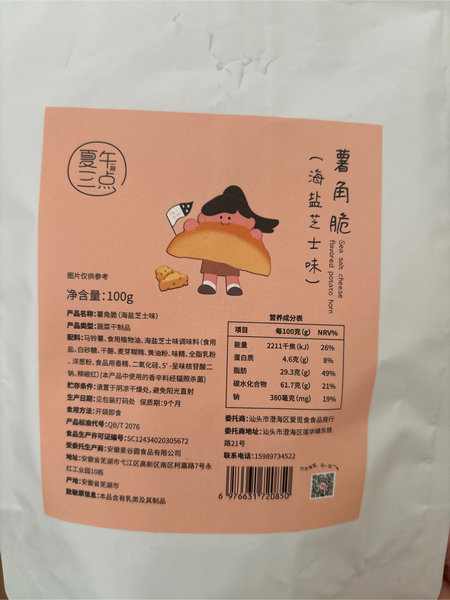 夏午
三点
薯角脆
（海盐芝士味）
Sea salt cheese
flavored potato horn
图片仅供参考
净含量：100g
产品名称：薯角脆（海盐芝士味）
产品类型：蔬菜干制品
配料：马铃薯、食用植物油、海盐芝士味调味料（食用
盐、白砂糖、干酪、麦芽糊精、黄油粉、味精、全脂乳粉
、洋葱粉、食品用香精、二氧化硅、5'-呈味核苷酸二
钠、辣椒红）（本产品中使用的香辛料经辐照杀菌）
贮存条件：请置于阴凉干燥处，避免阳光直射
生产日期：见包装打码处 保质期：9个月
食用方法：开袋即食
产品标准代号：QB/T 2076
食品生产许可证编号：SC12434020305672
受委托生产商：安徽麦谷圆食品有限公司
地址：安徽省芜湖市弋江区高新区南区柯嘉路7号永
红工业园10栋
产地：安徽省芜湖市
致敏原信息：本品含有乳类及其制品
营养成分表
项目 每100克(g) NRV%
能量 2211千焦(kJ) 26%
蛋白质 4.6克(g) 8%
脂肪 29.3克(g) 49%
碳水化合物 61.7克(g) 21%
钠 380毫克(mg) 19%
委托商：汕头市澄海区爱觅食食品商行
委托商地址：汕头市澄海区莲华镇东铁
路21号
联系电话：15989734522
6 976631 720850